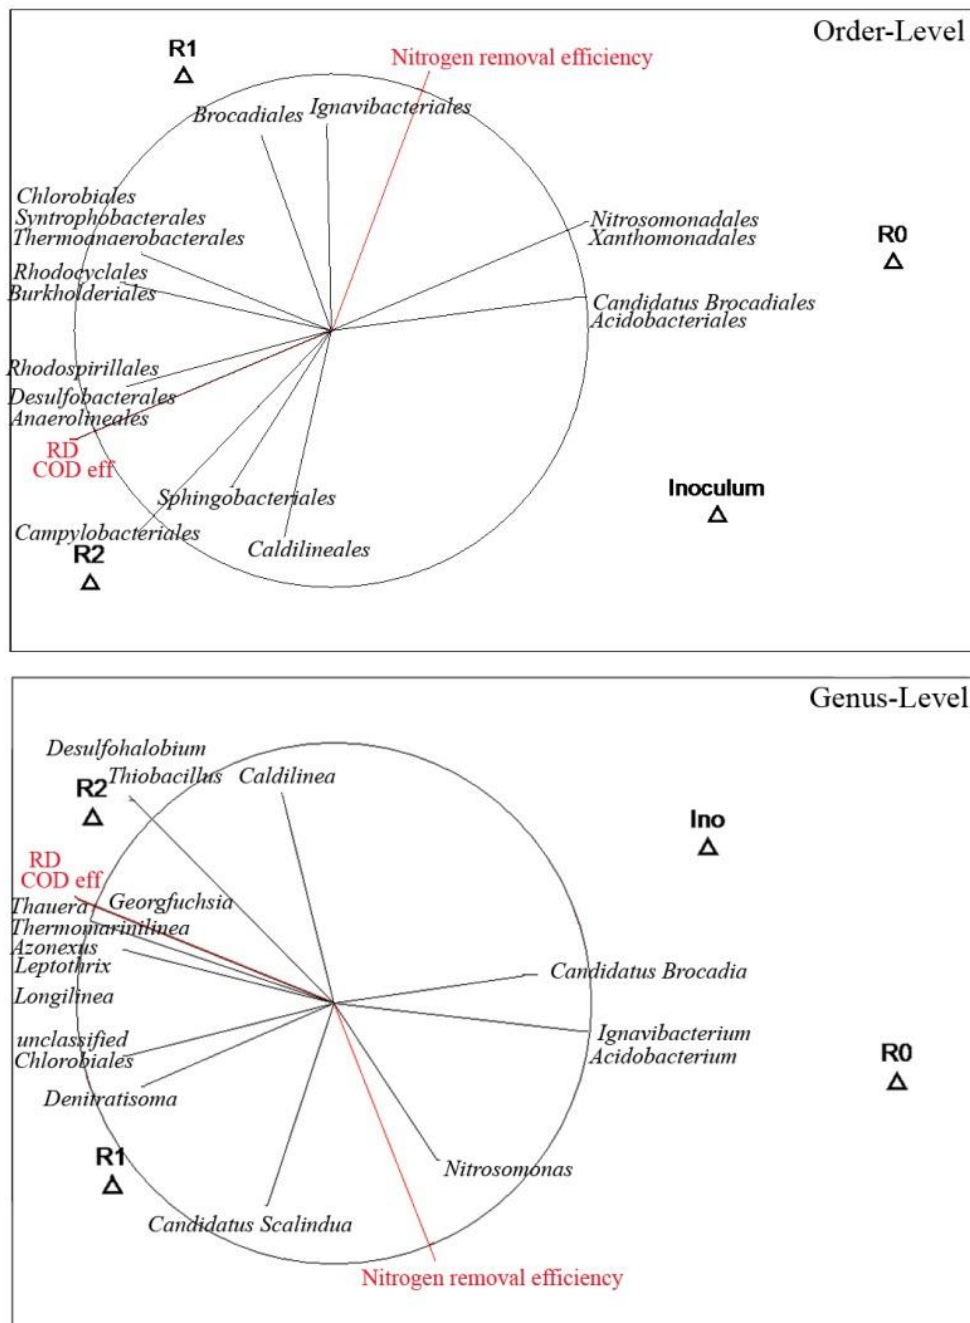 Order-Level
R1
Nitrogen removal efficiency
Brocadiales
Ignavibacteriales
Chlorobiales
Syntrophobacterales
Thermoanaerobacterales
Nitrosomonadales
Xanthomonadales
R0
Rhodocyclales
Burkholderiales
Candidatus Brocadiales
Acidobacteriales
Rhodospirillales
Desulfobacterales
Anaerolineales
RD
COD eff
Sphingobacteriales
Inoculum
Campylobacteriales
Caldilineales
R2
Genus-Level
Desulfohalobium
Thiobacillus
Caldilinea
R2
Ino
RD
COD eff
Thauera
Georgfuchsia
Thermomarinilinea
Azonexus
Leptothrix
Candidatus Brocadia
Longilinea
Ignavibacterium
Acidobacterium
unclassified
Chlorobiales
R0
Denitratisoma
R1
Nitrosomonas
Candidatus Scalindua
Nitrogen removal efficiency